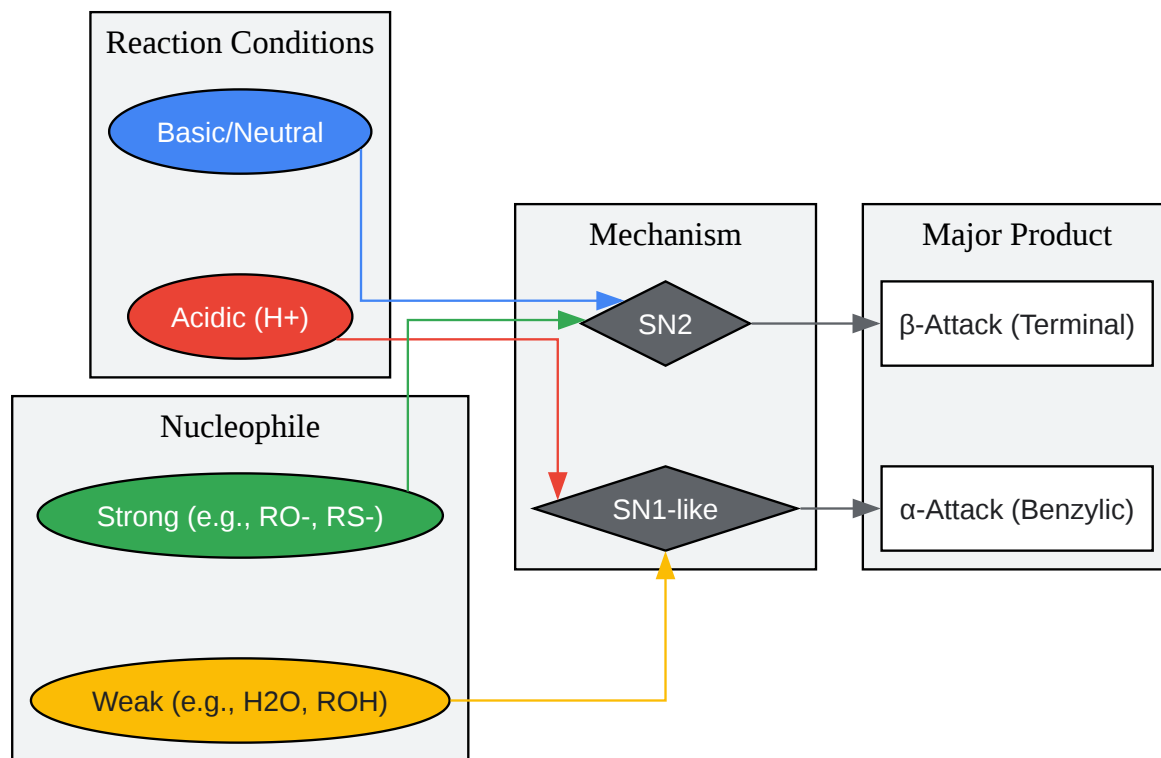 Reaction Conditions
Basic/Neutral
Acidic (H+)
Nucleophile
Strong (e.g., RO-, RS-)
Weak (e.g., H2O, ROH)
Mechanism
SN2
SN1-like
Major Product
β-Attack (Terminal)
α-Attack (Benzylic)